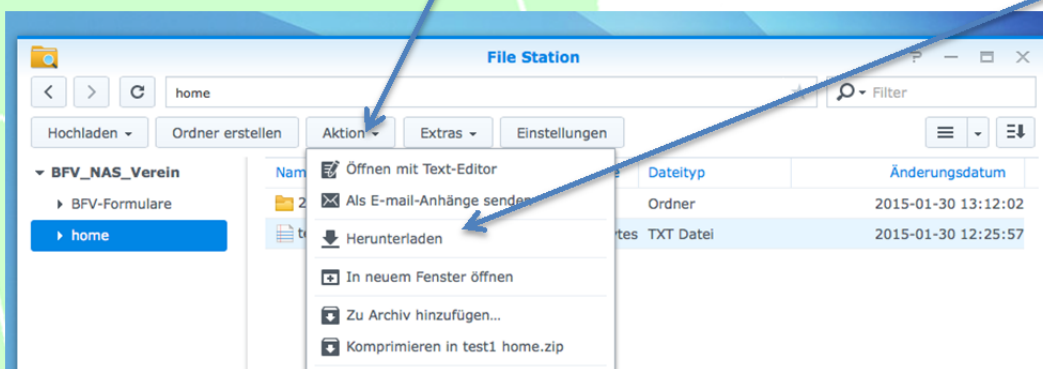 File Station
home
Filter
Hochladen
Ordner erstellen
Aktion
Extras
Einstellungen
BFV_NAS_Verein
BFV-Formulare
home
Dateityp
Änderungsdatum
Ordner
2015-01-30 13:12:02
TXT Datei
2015-01-30 12:25:57
Öffnen mit Text-Editor
Als E-mail-Anhänge senden
Herunterladen
In neuem Fenster öffnen
Zu Archiv hinzufügen...
Komprimieren in test1 home.zip